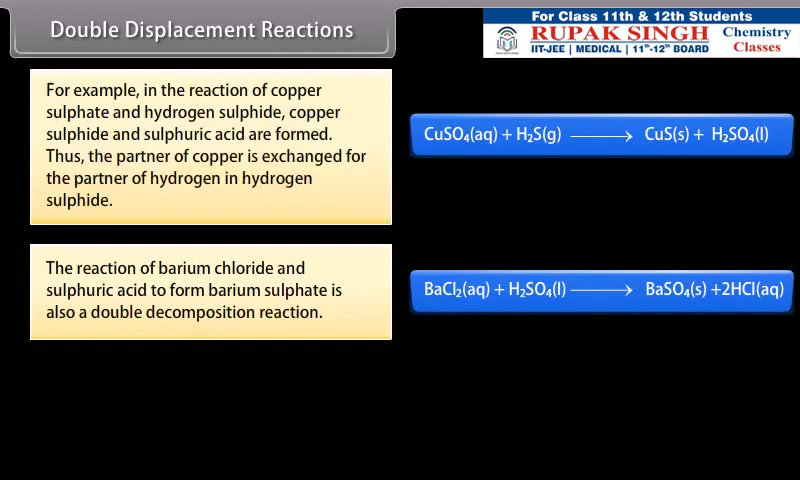 Double Displacement Reactions
For Class 11th & 12th Students
RUPAK SINGH
IIT-JEE | MEDICAL | 11ᵗʰ-12ᵗʰ BOARD
Chemistry
Classes
For example, in the reaction of copper
sulphate and hydrogen sulphide, copper
sulphide and sulphuric acid are formed.
Thus, the partner of copper is exchanged for
the partner of hydrogen in hydrogen
sulphide.
CuSO₄(aq) + H₂S(g) ⟶ CuS(s) + H₂SO₄(l)
The reaction of barium chloride and
sulphuric acid to form barium sulphate is
also a double decomposition reaction.
BaCl₂(aq) + H₂SO₄(l) ⟶ BaSO₄(s) +2HCl(aq)